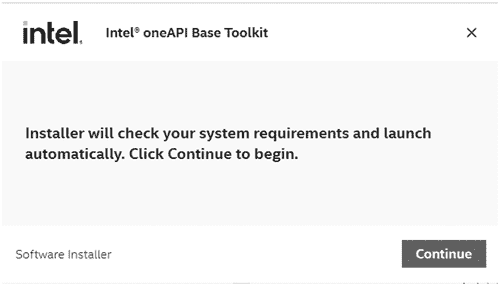 intel. Intel® oneAPI Base Toolkit
Installer will check your system requirements and launch
automatically. Click Continue to begin.
Software Installer Continue